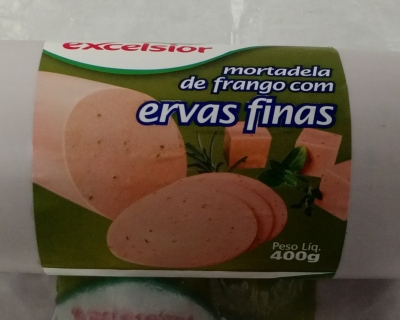 excelsior
mortadela
de frango com
ervas finas
Peso Líq.
400g